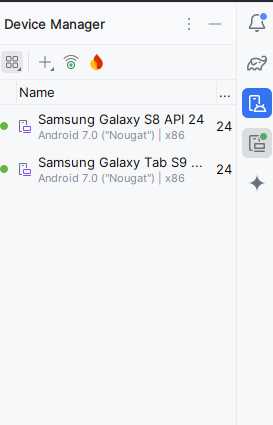 Device Manager
Name ...
Samsung Galaxy S8 API 24 24
Android 7.0 ("Nougat") | x86
Samsung Galaxy Tab S9 ... 24
Android 7.0 ("Nougat") | x86